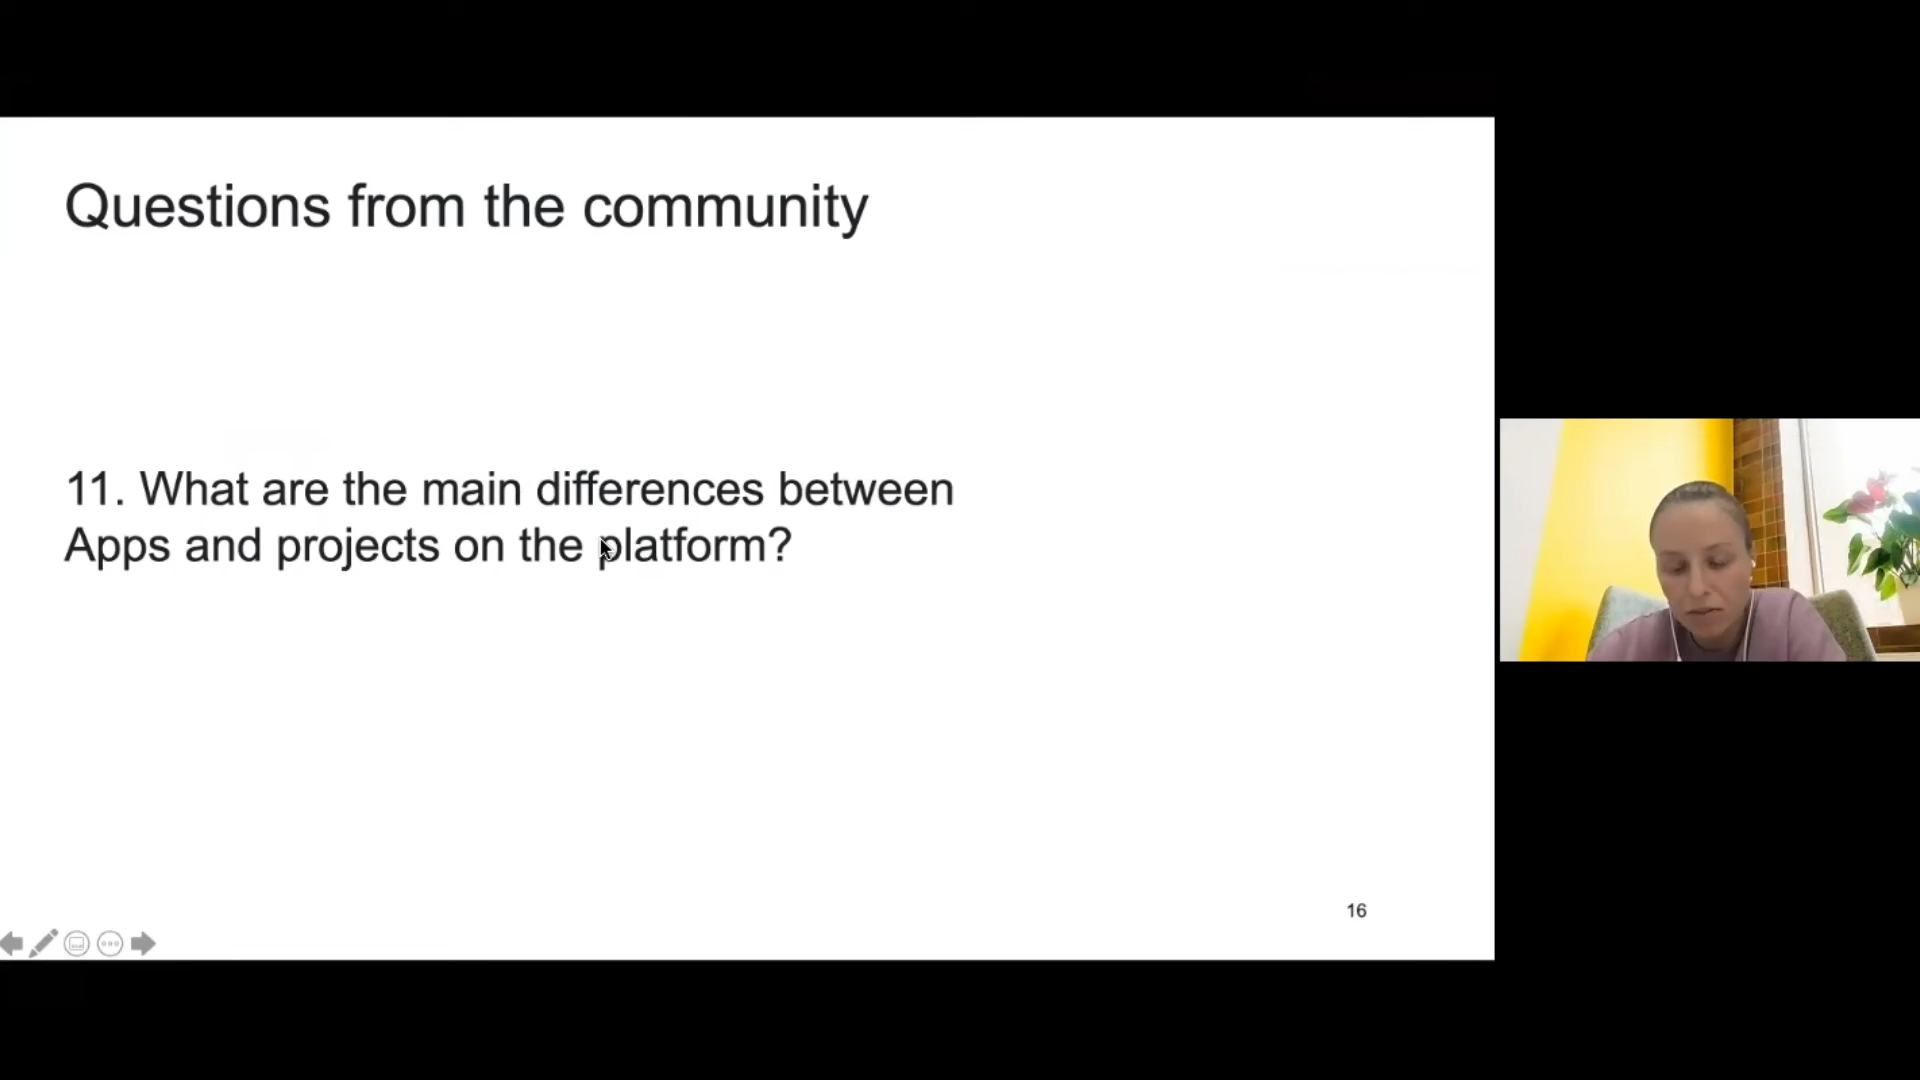 Questions from the community
11. What are the main differences between
Apps and projects on the platform?
16